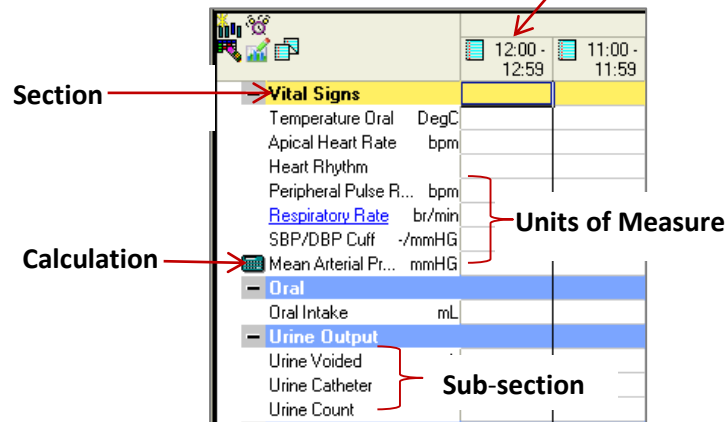 12:00 - 11:00 -
12:59 11:59
Section
Vital Signs
Temperature Oral DegC
Apical Heart Rate bpm
Heart Rhythm
Peripheral Pulse R... bpm
Respiratory Rate br/min
Units of Measure
SBP/DBP Cuff -/mmHG
Calculation
Mean Arterial Pr... mmHG
Oral
Oral Intake mL
Urine Output
Urine Voided
Urine Catheter
Sub-section
Urine Count